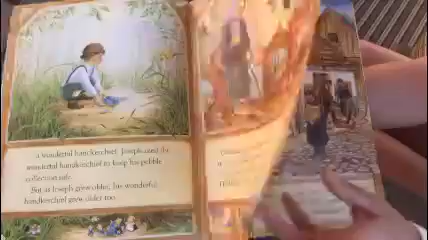 a wonderful handkerchief. Joseph used the
wonderful handkerchief to keep his pebble
collection safe.
But as Joseph grew older, his wonderful
handkerchief grew older too.